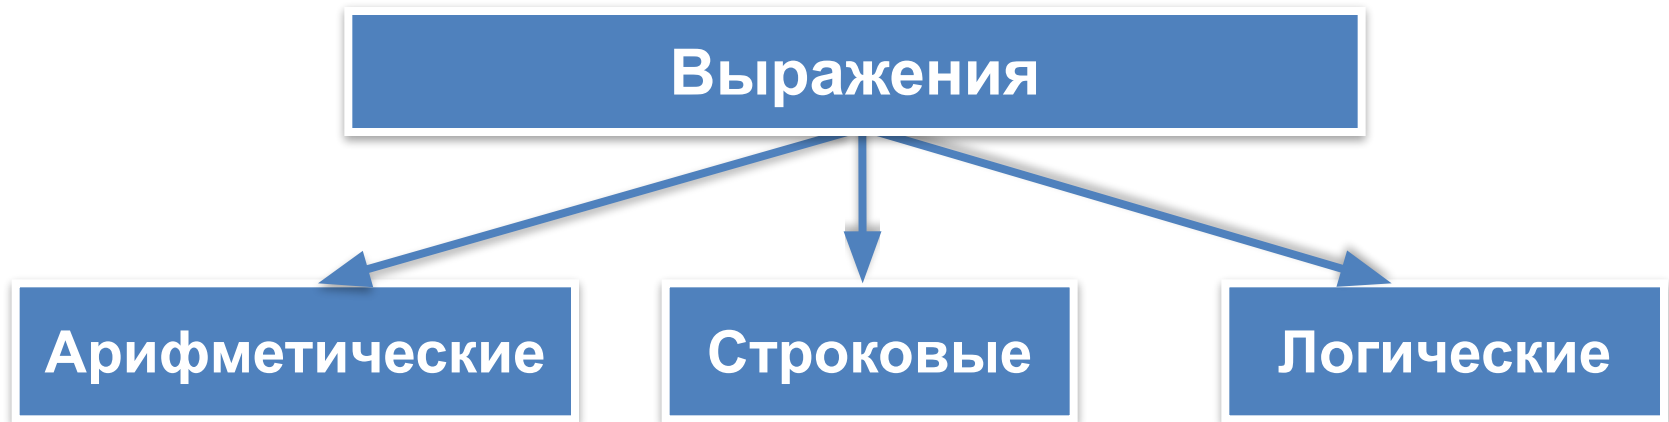 Выражения
Арифметические
Строковые
Логические